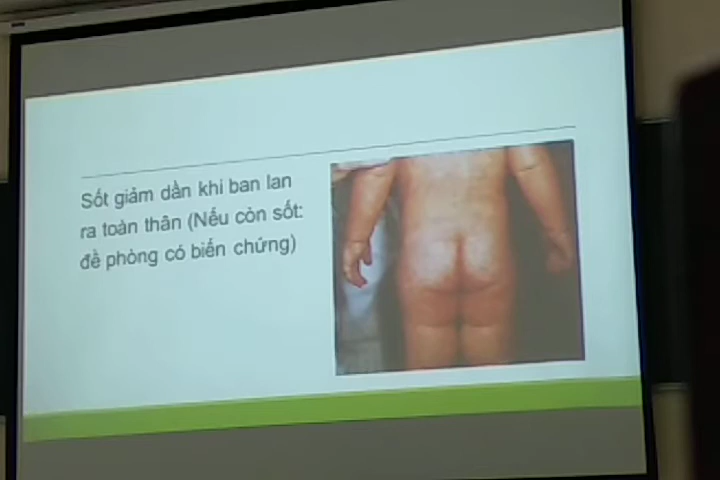 Sốt giảm dần khi ban lan
ra toàn thân (Nếu còn sốt:
đề phòng có biến chứng)